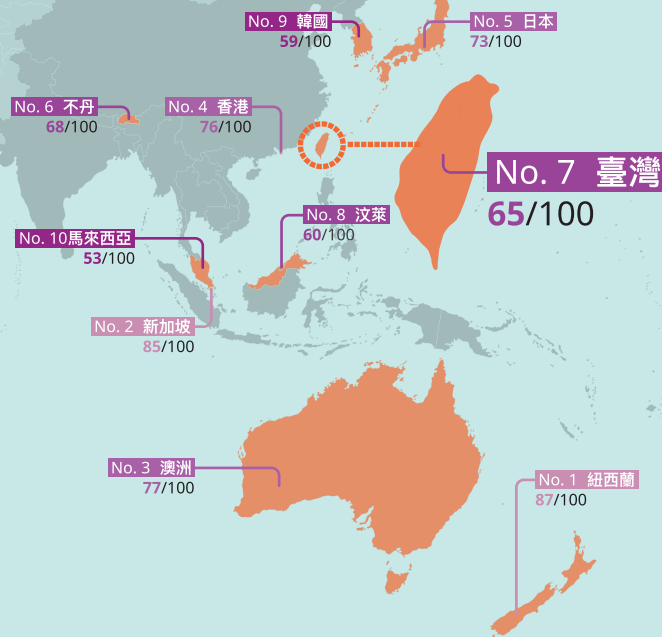 No. 9 韓國
59/100
No. 5 日本
73/100
No. 6 不丹
68/100
No. 4 香港
76/100
No. 7 臺灣
65/100
No. 8 汶萊
60/100
No. 10馬來西亞
53/100
No. 2 新加坡
85/100
No. 3 澳洲
77/100
No. 1 紐西蘭
87/100